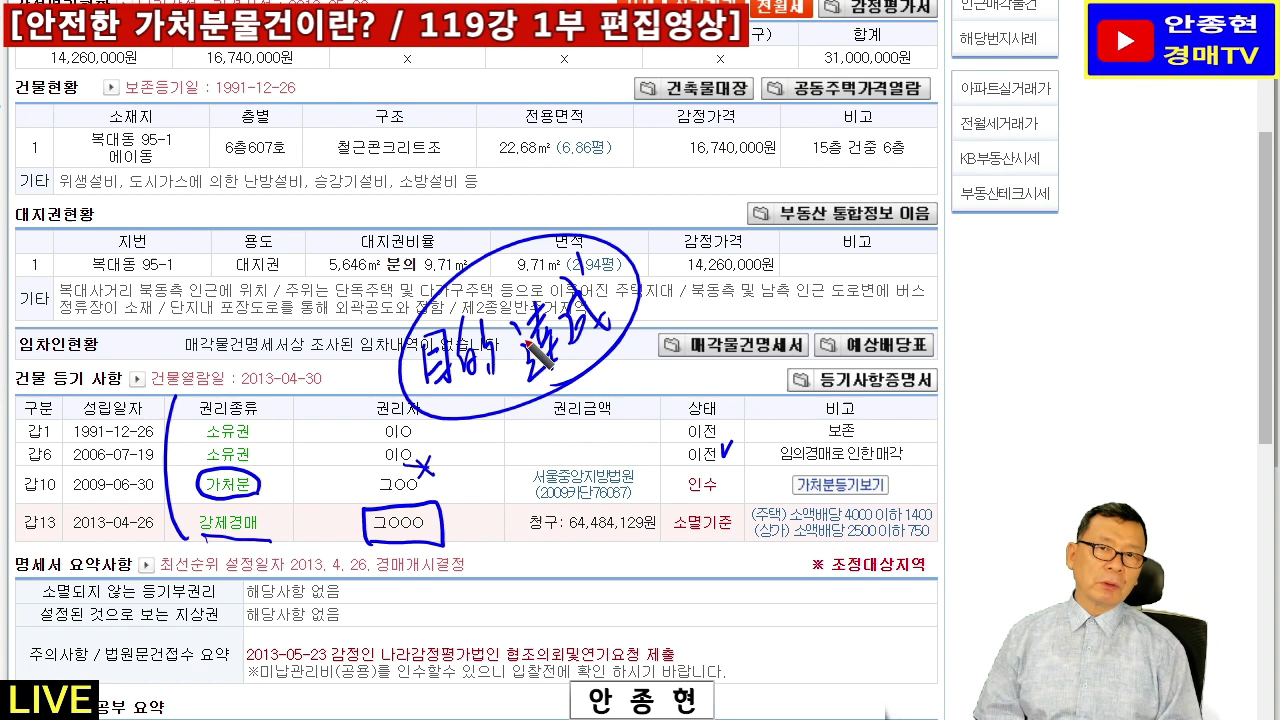 [안전한 가처분물건이란? / 119강 1부 편집영상]
전월세
감정평가서
안종현
경매TV
합계
14,260,000원 16,740,000원 x x x 31,000,000원
건물현황 보존등기일 : 1991-12-26 건축물대장 공동주택가격열람
소재지 층별 구조 전용면적 감정가격 비고
1 복대동 95-1 에이동 6층607호 철근콘크리트조 22.68㎡ (6.86평) 16,740,000원 15층 건중 6층
기타 위생설비, 도시가스에 의한 난방설비, 승강기설비, 소방설비 등
대지권현황 부동산 통합정보 이음
지번 용도 대지권비율 면적 감정가격 비고
1 복대동 95-1 대지권 5,646㎡ 분의 9.71㎡ 9.71㎡ (2.94평) 14,260,000원
기타 복대사거리 북동측 인근에 위치 / 주위는 단독주택 및 다가구주택 등으로 이루어진 주택지대 / 북동측 및 남측 인근 도로변에 버스
정류장이 소재 / 단지내 포장도로를 통해 외곽공도와 접함 / 제2종일반주거지역
目的 達成
임차인현황 매각물건명세서상 조사된 임차내역이 없습니다 매각물건명세서 예상배당표
건물 등기 사항 건물열람일 : 2013-04-30 등기사항증명서
구분 성립일자 권리종류 권리자 권리금액 상태 비고
갑1 1991-12-26 소유권 이O 이전 보존
갑6 2006-07-19 소유권 이O 이전 임의경매로 인한 매각
갑10 2009-06-30 가처분 그OO 서울중앙지방법원 (2009카단76087) 인수 가처분등기보기
갑13 2013-04-26 강제경매 그OOO 청구: 64,484,129원 소멸기준 (주택) 소액배당 4000 이하 1400
(상가) 소액배당 2500 이하 750
명세서 요약사항 최선순위 설정일자 2013. 4. 26. 경매개시결정 ※ 조정대상지역
소멸되지 않는 등기부권리 해당사항 없음
설정된 것으로 보는 지상권 해당사항 없음
주의사항 / 법원문건접수 요약 2013-05-23 감정인 나라감정평가법인 협조의뢰및연기요청 제출
※미납관리비(공용)를 인수할수 있으니 입찰전에 확인 하시기 바랍니다.
LIVE
공부 요약
안 종 현
인근매각물건
해당번지사례
아파트실거래가
전월세거래가
KB부동산시세
부동산테크시세